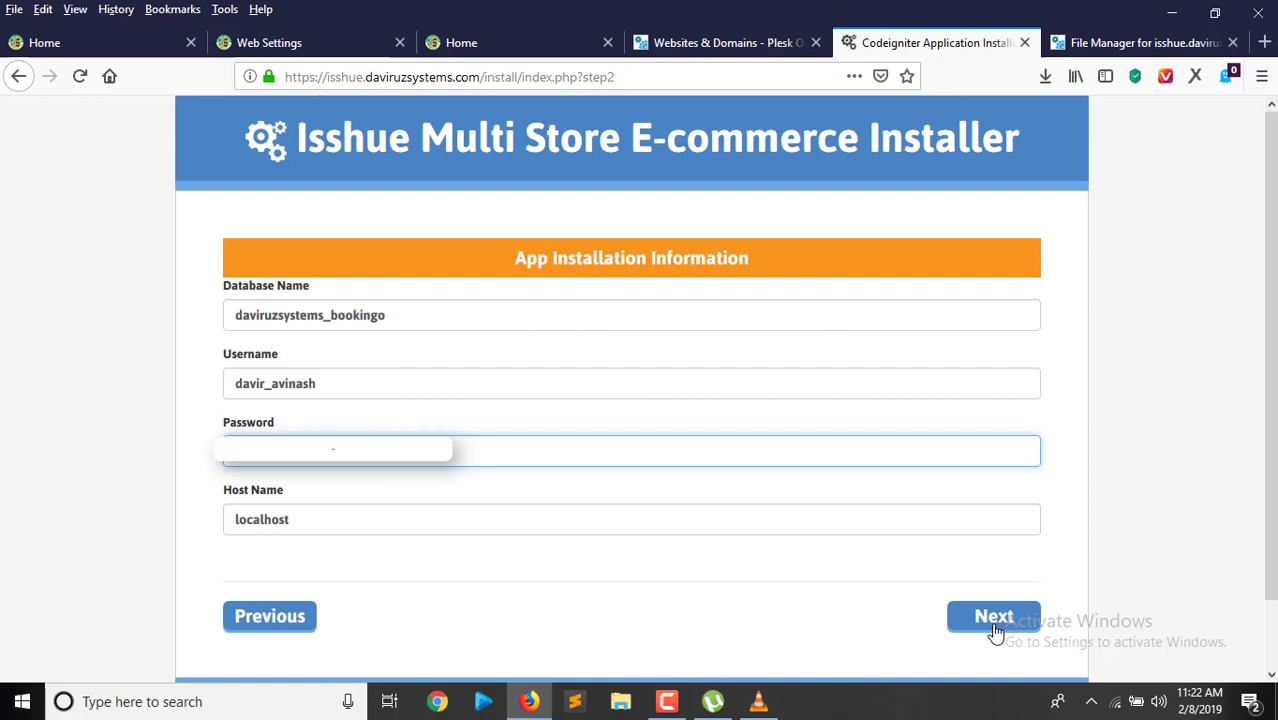 File Edit View History Bookmarks Tools Help
Home
Web Settings
Home
Websites & Domains - Plesk O
Codeigniter Application Install
File Manager for isshue.daviruz
https://isshue.daviruzsystems.com/install/index.php?step2
0
Isshue Multi Store E-commerce Installer
App Installation Information
Database Name
daviruzsystems_bookingo
Username
davir_avinash
Password
-
Host Name
localhost
Previous
Next
Activate Windows
Go to Settings to activate Windows.
Type here to search
11:22 AM
2/8/2019
2